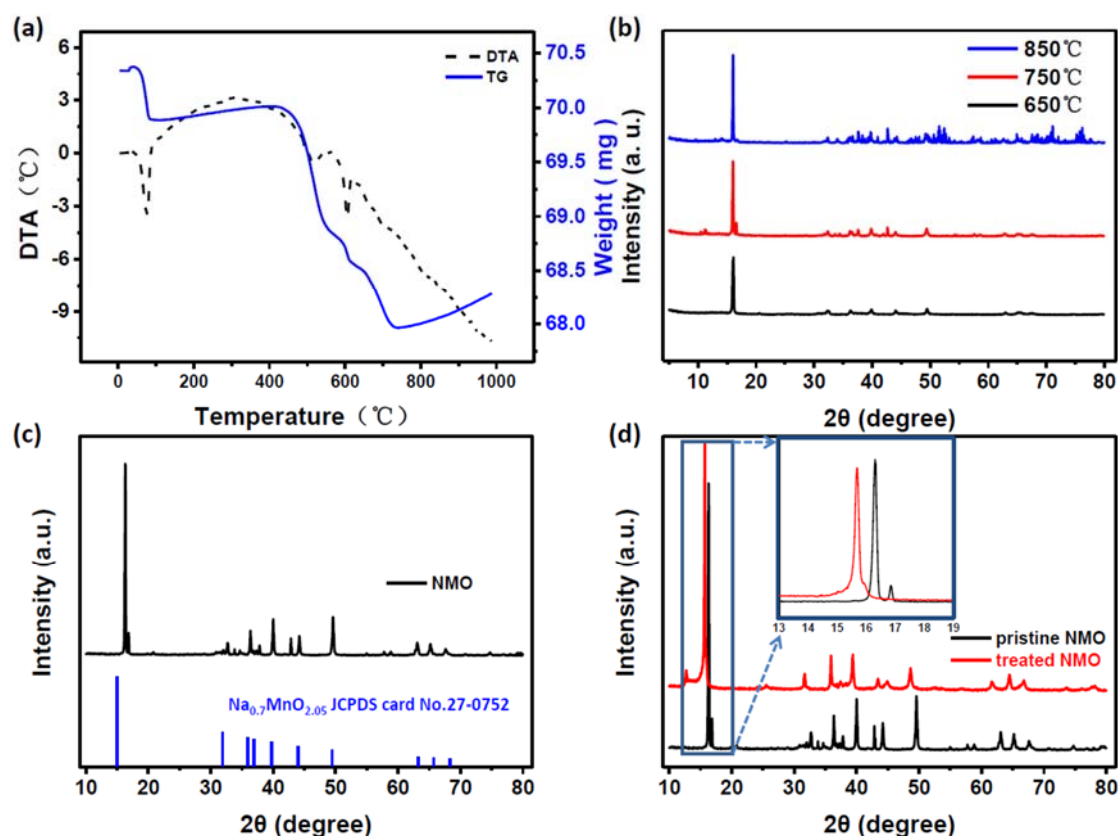 (a)
DTA
TG
6
3
0
-3
-6
-9
DTA（℃）
70.5
70.0
69.5
69.0
68.5
68.0
Weight ( mg )
0 200 400 600 800 1000
Temperature（℃）
(b)
850℃
750℃
650℃
Intensity (a. u.)
10 20 30 40 50 60 70 80
2θ (degree)
(c)
NMO
Na₀.₇MnO₂.₀₅ JCPDS card No.27-0752
Intensity (a.u.)
10 20 30 40 50 60 70 80
2θ (degree)
(d)
13 14 15 16 17 18 19
pristine NMO
treated NMO
Intensity (a.u.)
10 20 30 40 50 60 70 80
2θ (degree)